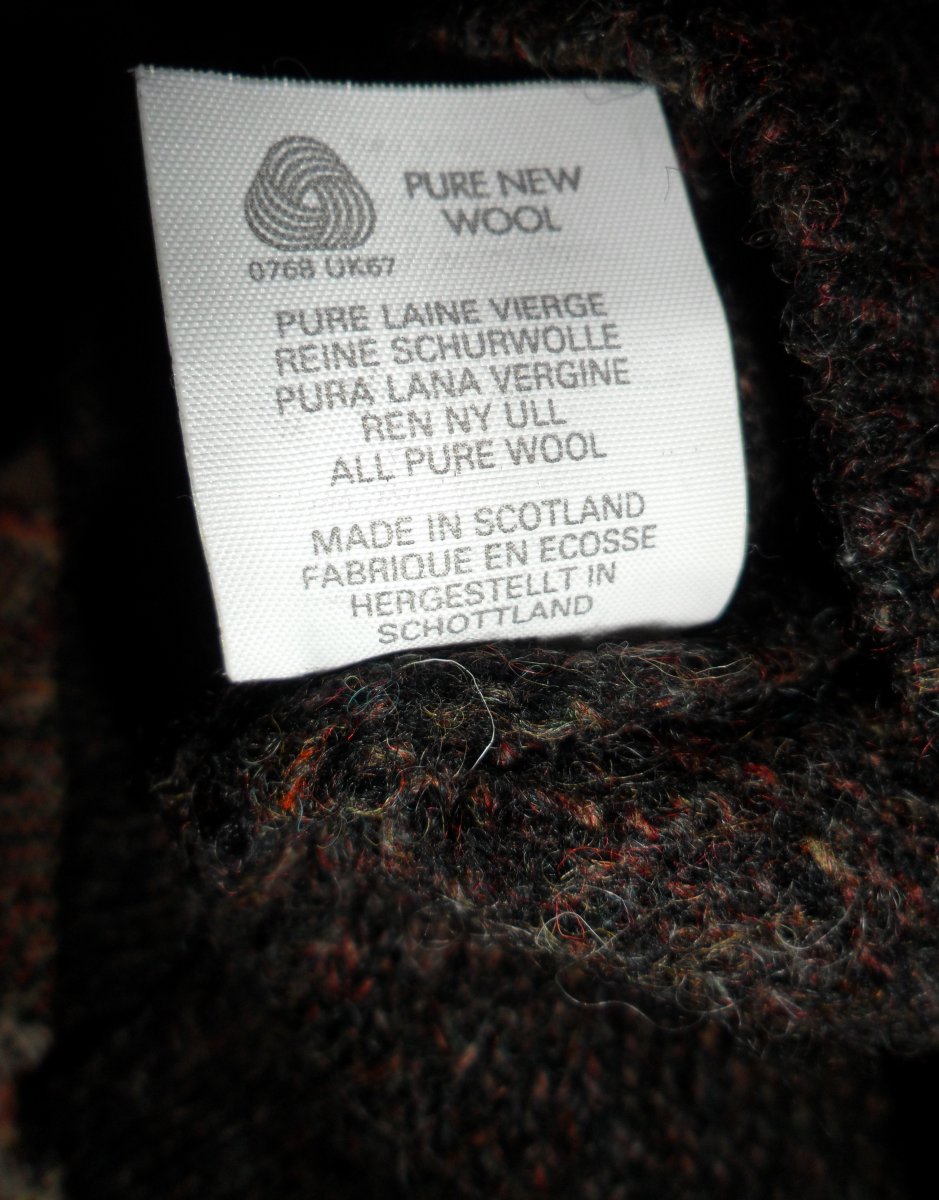 PURE NEW
WOOL
0768 UK67
PURE LAINE VIERGE
REINE SCHURWOLLE
PURA LANA VERGINE
REN NY ULL
ALL PURE WOOL
MADE IN SCOTLAND
FABRIQUE EN ECOSSE
HERGESTELLT IN
SCHOTTLAND